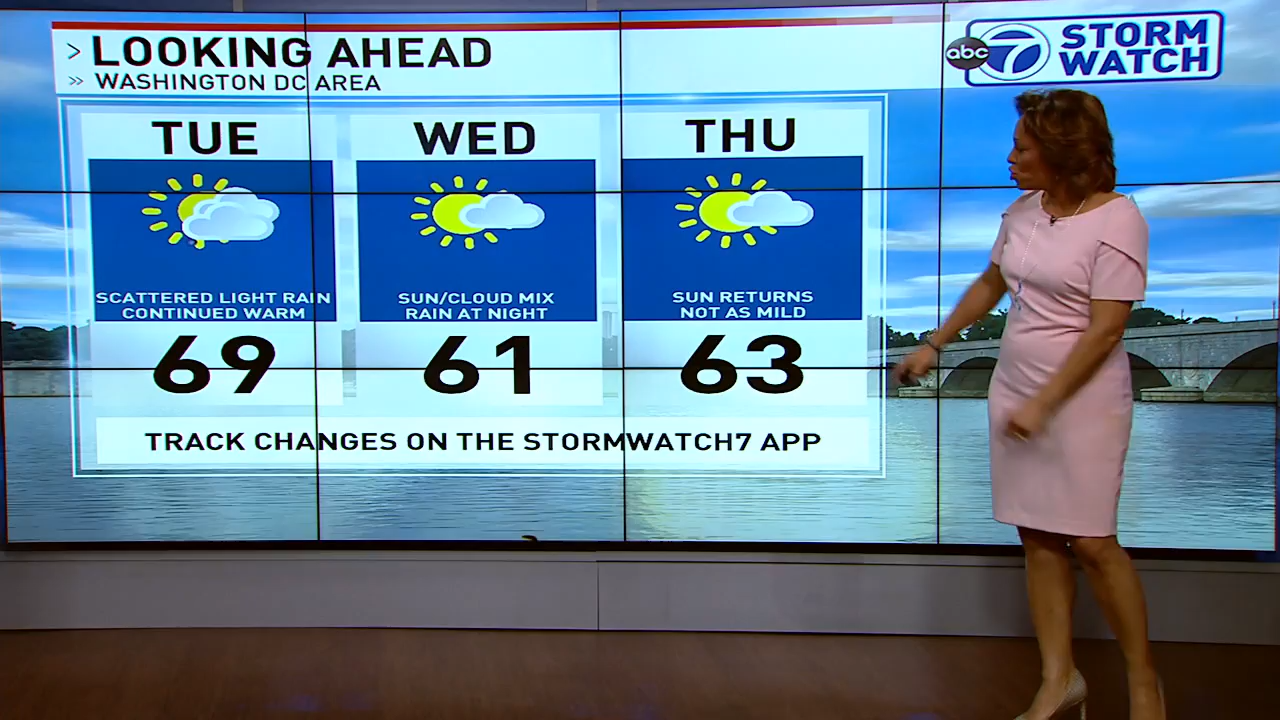 > LOOKING AHEAD
>> WASHINGTON DC AREA
abc 7 STORM
WATCH
TUE
SCATTERED LIGHT RAIN
CONTINUED WARM
69
WED
SUN/CLOUD MIX
RAIN AT NIGHT
61
THU
SUN RETURNS
NOT AS MILD
63
TRACK CHANGES ON THE STORMWATCH7 APP